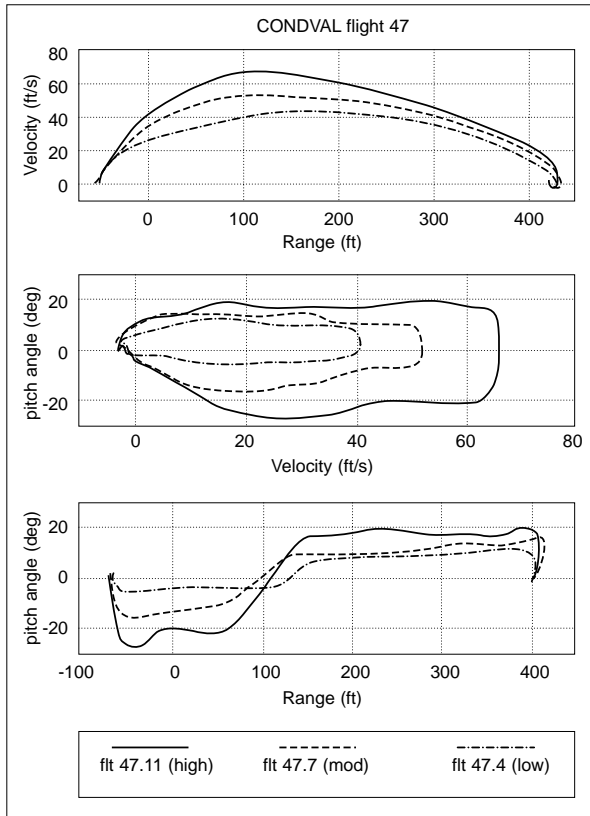 CONDVAL flight 47
80
60
40
20
0
Velocity (ft/s)
0 100 200 300 400
Range (ft)
20
0
-20
pitch angle (deg)
0 20 40 60 80
Velocity (ft/s)
20
0
-20
pitch angle (deg)
-100 0 100 200 300 400
Range (ft)
flt 47.11 (high) flt 47.7 (mod) flt 47.4 (low)